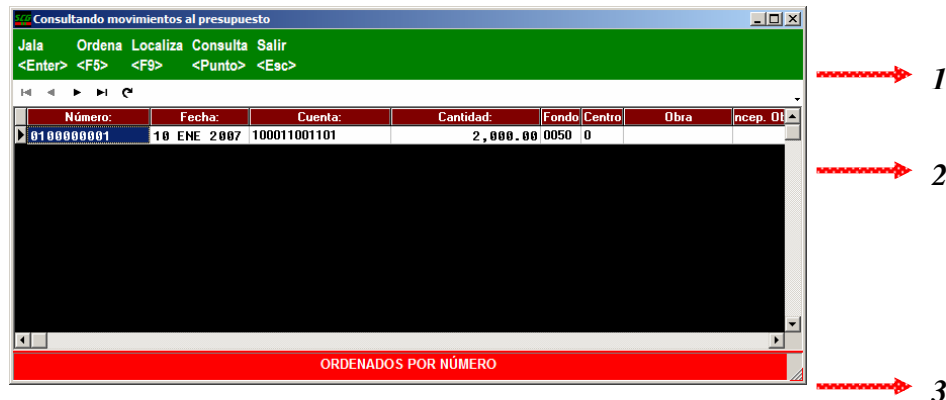 SCG Consultando movimientos al presupuesto
Jala Ordena Localiza Consulta Salir
<Enter> <F5> <F9> <Punto> <Esc>
1
Número: Fecha: Cuenta: Cantidad: Fondo Centro Obra ncep. Ob
0100000001 10 ENE 2007 100011001101 2,000.00 0050 0
2
ORDENADOS POR NÚMERO
3